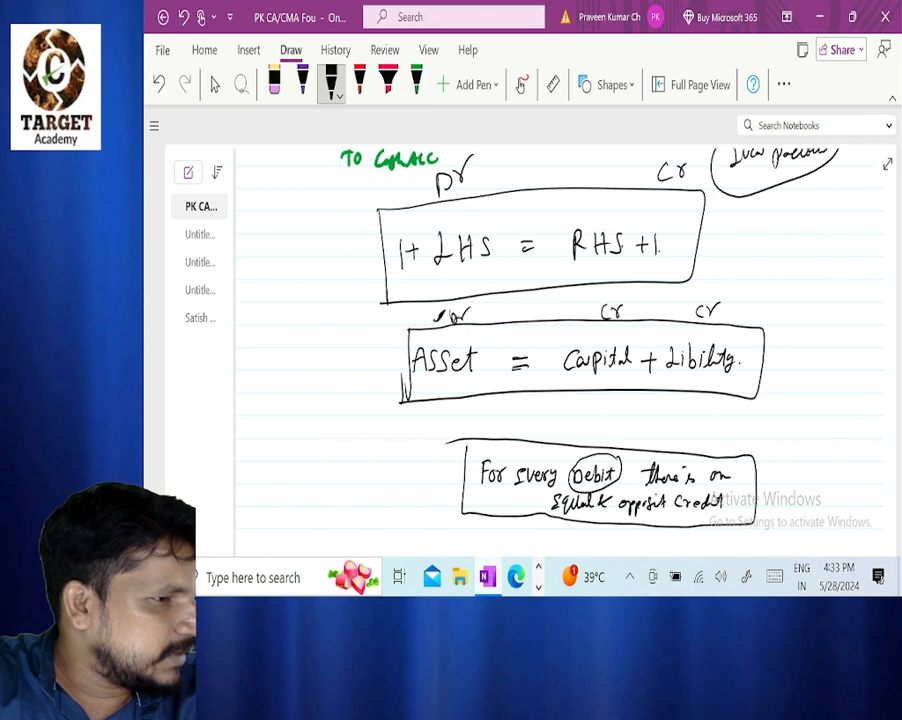 PK CA/CMA Fou - On...
Search
Praveen Kumar Ch
PK
Buy Microsoft 365
File
Home
Insert
Draw
History
Review
View
Help
Share
Add Pen
Shapes
Full Page View
TARGET
Academy
Search Notebooks
PK CA...
Untitle...
Untitle...
Untitle...
Satish ...
TO
Dr
Cr
1+ LHS = RHS +1.
Dr
Cr
Cr
Asset = Capital + Libility.
For Every Debit there is an
Equal & opposit Credit
Activate Windows
Go to Settings to activate Windows.
Type here to search
39°C
ENG
IN
4:33 PM
5/28/2024